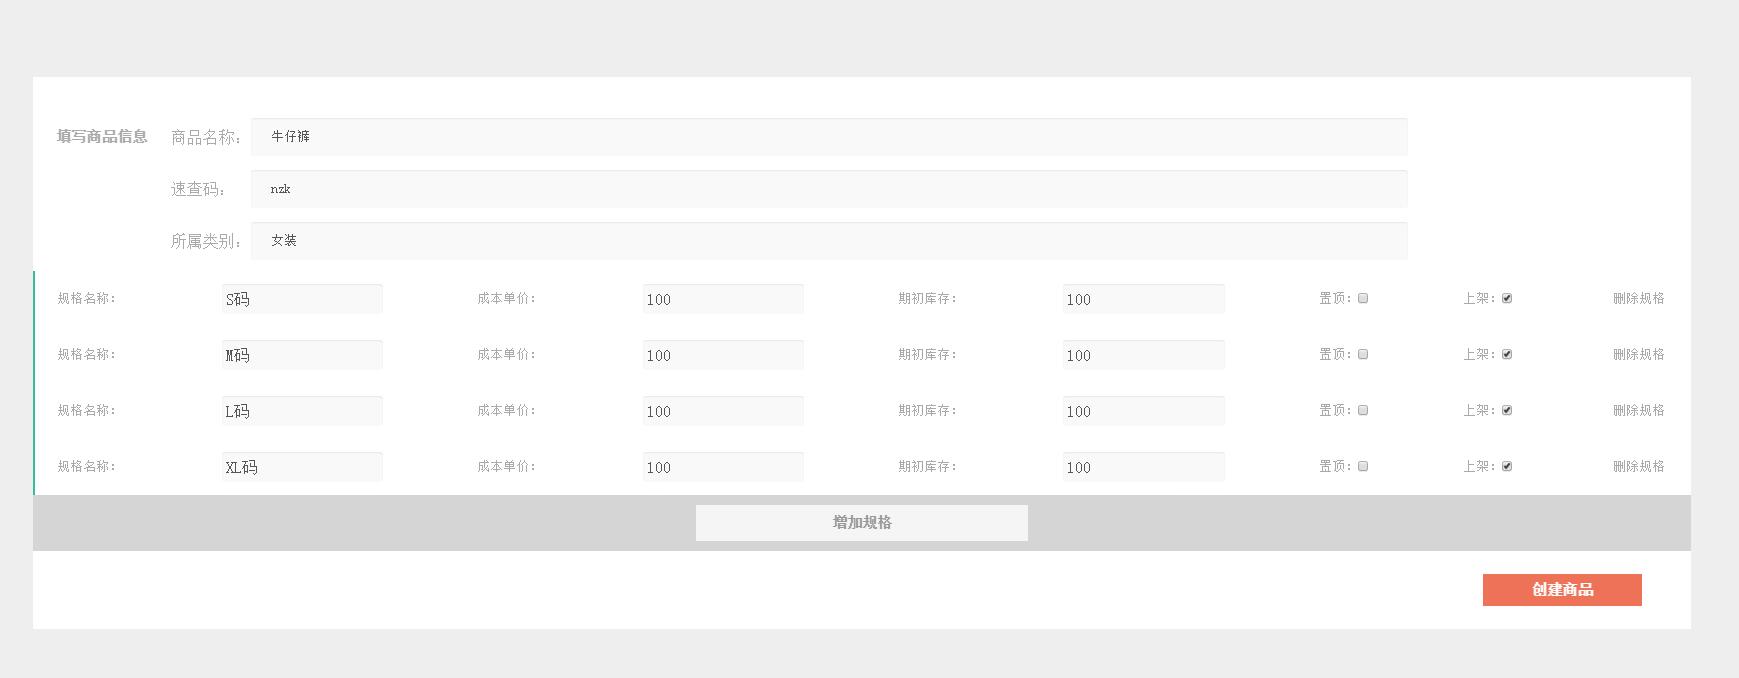 填写商品信息 商品名称： 牛仔裤
速查码： nzk
所属类别： 女装
规格名称： S码 成本单价： 100 期初库存： 100 置顶： 上架： 删除规格
规格名称： M码 成本单价： 100 期初库存： 100 置顶： 上架： 删除规格
规格名称： L码 成本单价： 100 期初库存： 100 置顶： 上架： 删除规格
规格名称： XL码 成本单价： 100 期初库存： 100 置顶： 上架： 删除规格
增加规格
创建商品